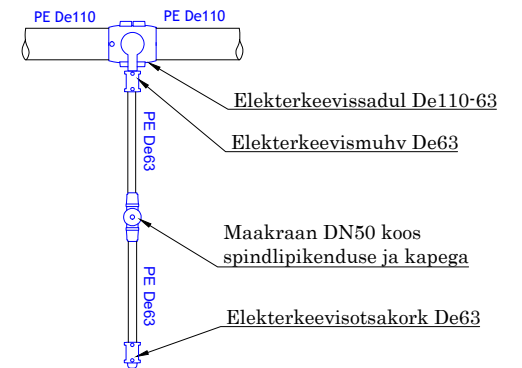 PE De110 PE De110
Elekterkeevissadul De110-63
Elekterkeevismuhv De63
PE De63
Maakraan DN50 koos
spindlipikenduse ja kapega
PE De63
Elekterkeevisotsakork De63